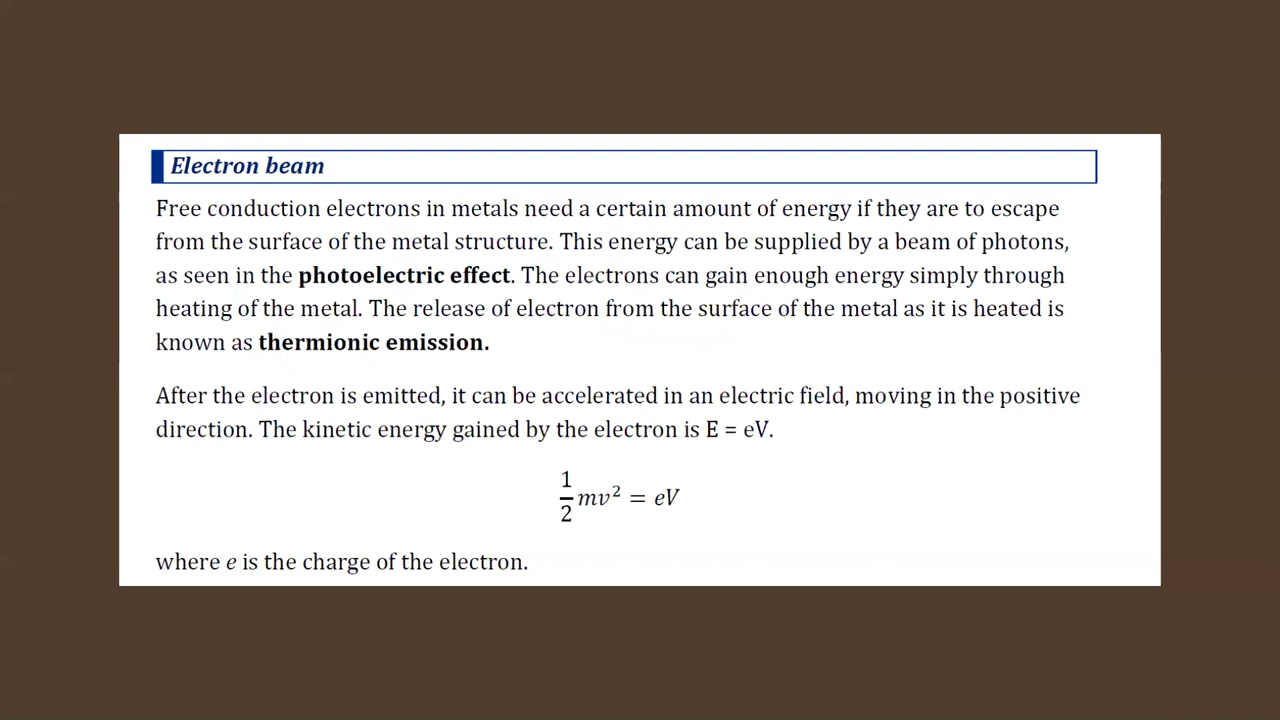 Electron beam
Free conduction electrons in metals need a certain amount of energy if they are to escape
from the surface of the metal structure. This energy can be supplied by a beam of photons,
as seen in the photoelectric effect. The electrons can gain enough energy simply through
heating of the metal. The release of electron from the surface of the metal as it is heated is
known as thermionic emission.
After the electron is emitted, it can be accelerated in an electric field, moving in the positive
direction. The kinetic energy gained by the electron is E = eV.
1/2 mv² = eV
where e is the charge of the electron.